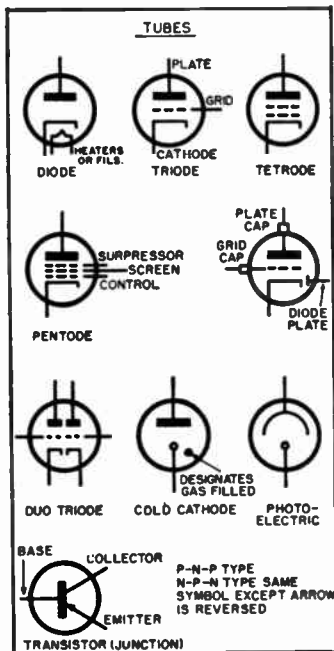 TUBES
PLATE
GRID
HEATERS
OR FILS.
DIODE
CATHODE
TRIODE
TETRODE
PLATE
CAP
GRID
CAP
SURPRESSOR
SCREEN
CONTROL
DIODE
PLATE
PENTODE
DESIGNATES
GAS FILLED
DUO TRIODE
COLD CATHODE
PHOTO-
ELECTRIC
BASE
COLLECTOR
EMITTER
TRANSISTOR (JUNCTION)
P-N-P TYPE
N-P-N TYPE SAME
SYMBOL EXCEPT ARROW
IS REVERSED